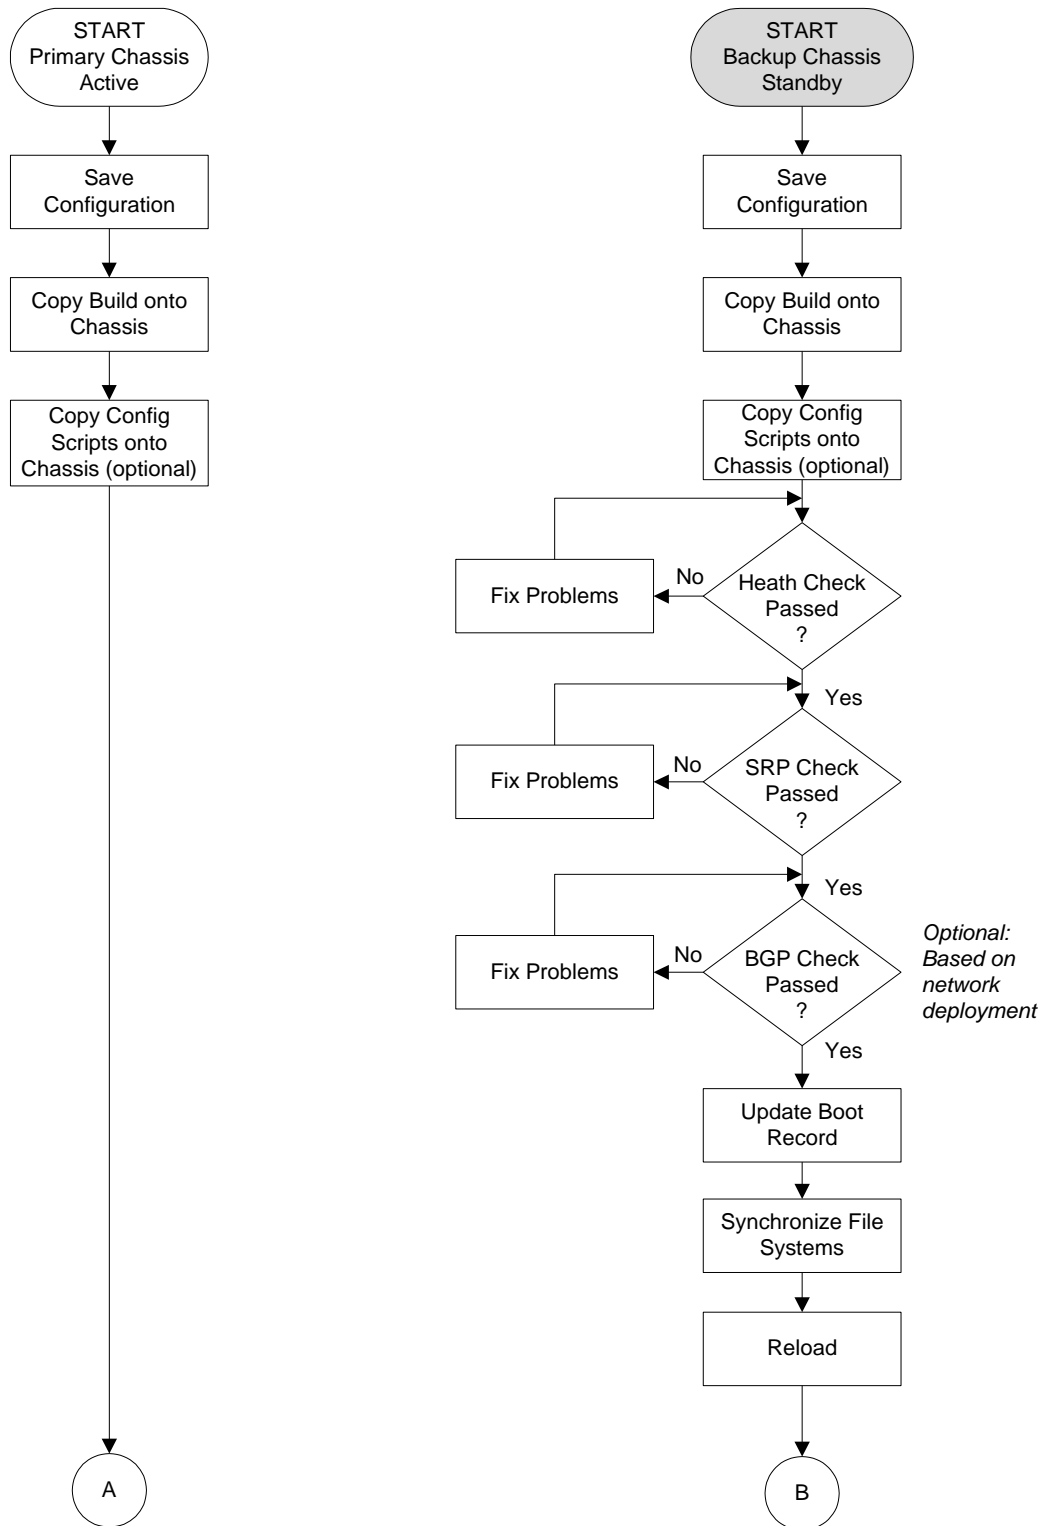 START
Primary Chassis
Active
Save
Configuration
Copy Build onto
Chassis
Copy Config
Scripts onto
Chassis (optional)
A
START
Backup Chassis
Standby
Save
Configuration
Copy Build onto
Chassis
Copy Config
Scripts onto
Chassis (optional)
Heath Check
Passed
?
No
Fix Problems
Yes
SRP Check
Passed
?
No
Fix Problems
Yes
BGP Check
Passed
?
No
Fix Problems
Optional:
Based on
network
deployment
Yes
Update Boot
Record
Synchronize File
Systems
Reload
B